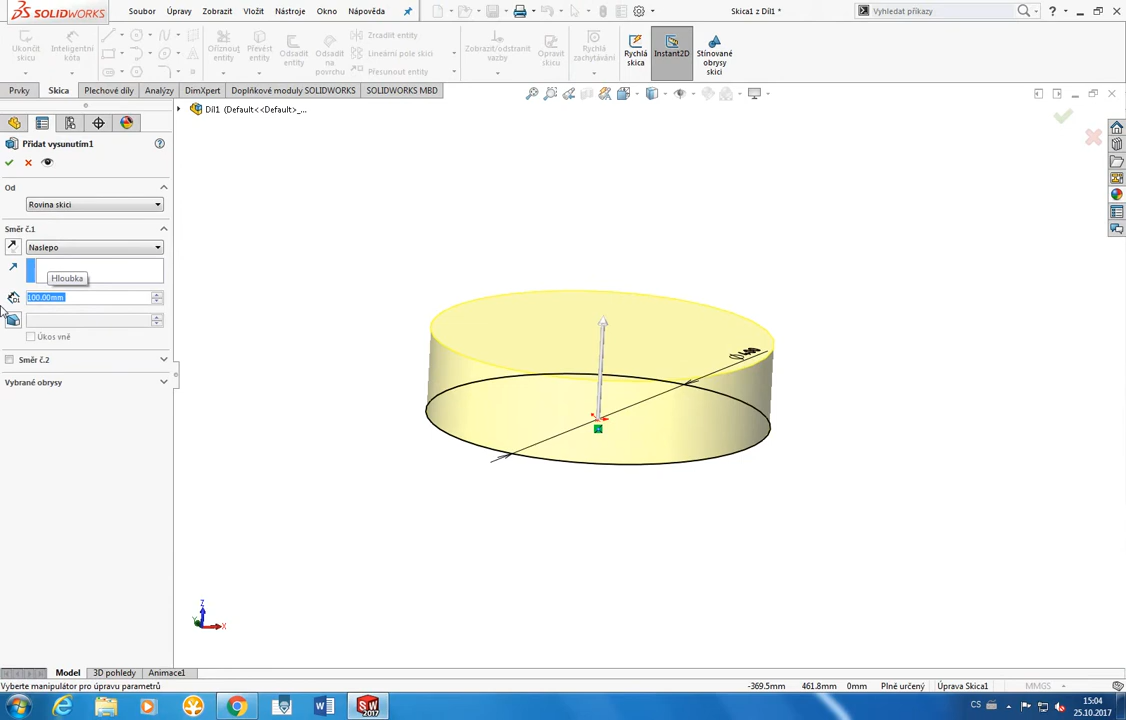 SOLIDWORKS Soubor Úpravy Zobrazit Vložit Nástroje Okno Nápověda Skica1 z Díl1 * Vyhledat příkazy ?
Ukončit skicu
Inteligentní kóta
Oříznout entity
Převést entity
Odsadit entity
Odsadit na povrchu
Zrcadlit entity
Lineární pole skici
Přesunout entity
Zobrazit/odstranit vazby
Opravit skicu
Rychlá zachytávání
Rychlá skica
Instant2D
Stínované obrysy skici
Prvky Skica Plechové díly Analýzy DimXpert Doplňkové moduly SOLIDWORKS SOLIDWORKS MBD
Díl1 (Default<<Default>_...
Přidat vysunutím1
Od
Rovina skici
Směr č.1
Naslepo
Hloubka
100.00mm
Úkos vně
Směr č.2
Vybrané obrysy
Z
Y
X
Model 3D pohledy Animace1
Vyberte manipulátor pro úpravu parametrů -369.5mm 461.8mm 0mm Plně určený Úprava Skica1 MMGS
CS 15:04
25.10.2017